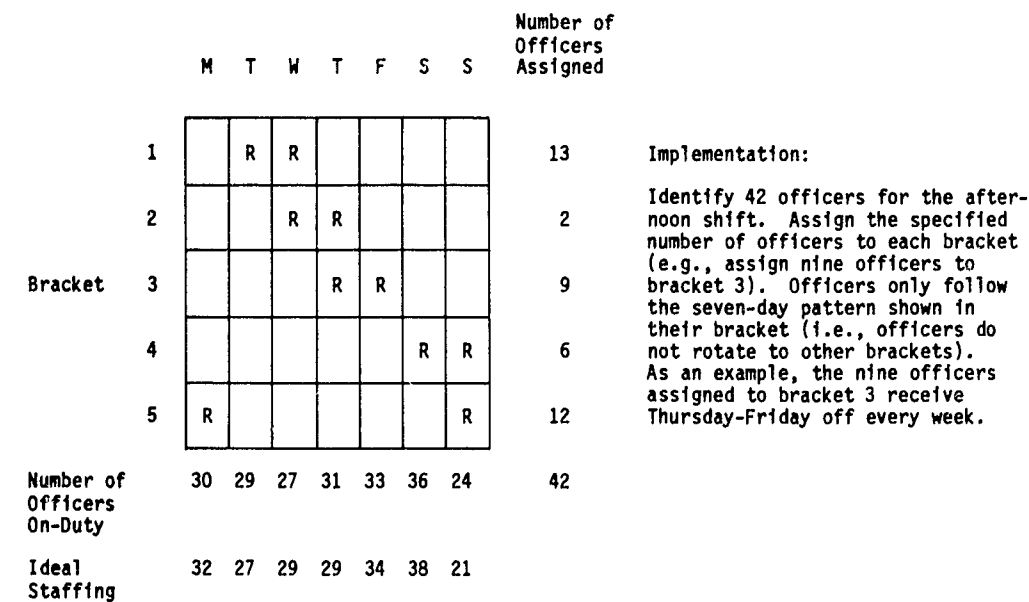 Number of
Officers
Assigned
M T W T F S S
1 R R 13
2 R R 2
Bracket 3 R R 9
4 R R 6
5 R R 12
Number of
Officers
On-Duty
30 29 27 31 33 36 24 42
Ideal
Staffing
32 27 29 29 34 38 21
Implementation:
Identify 42 officers for the after-
noon shift. Assign the specified
number of officers to each bracket
(e.g., assign nine officers to
bracket 3). Officers only follow
the seven-day pattern shown in
their bracket (i.e., officers do
not rotate to other brackets).
As an example, the nine officers
assigned to bracket 3 receive
Thursday-Friday off every week.